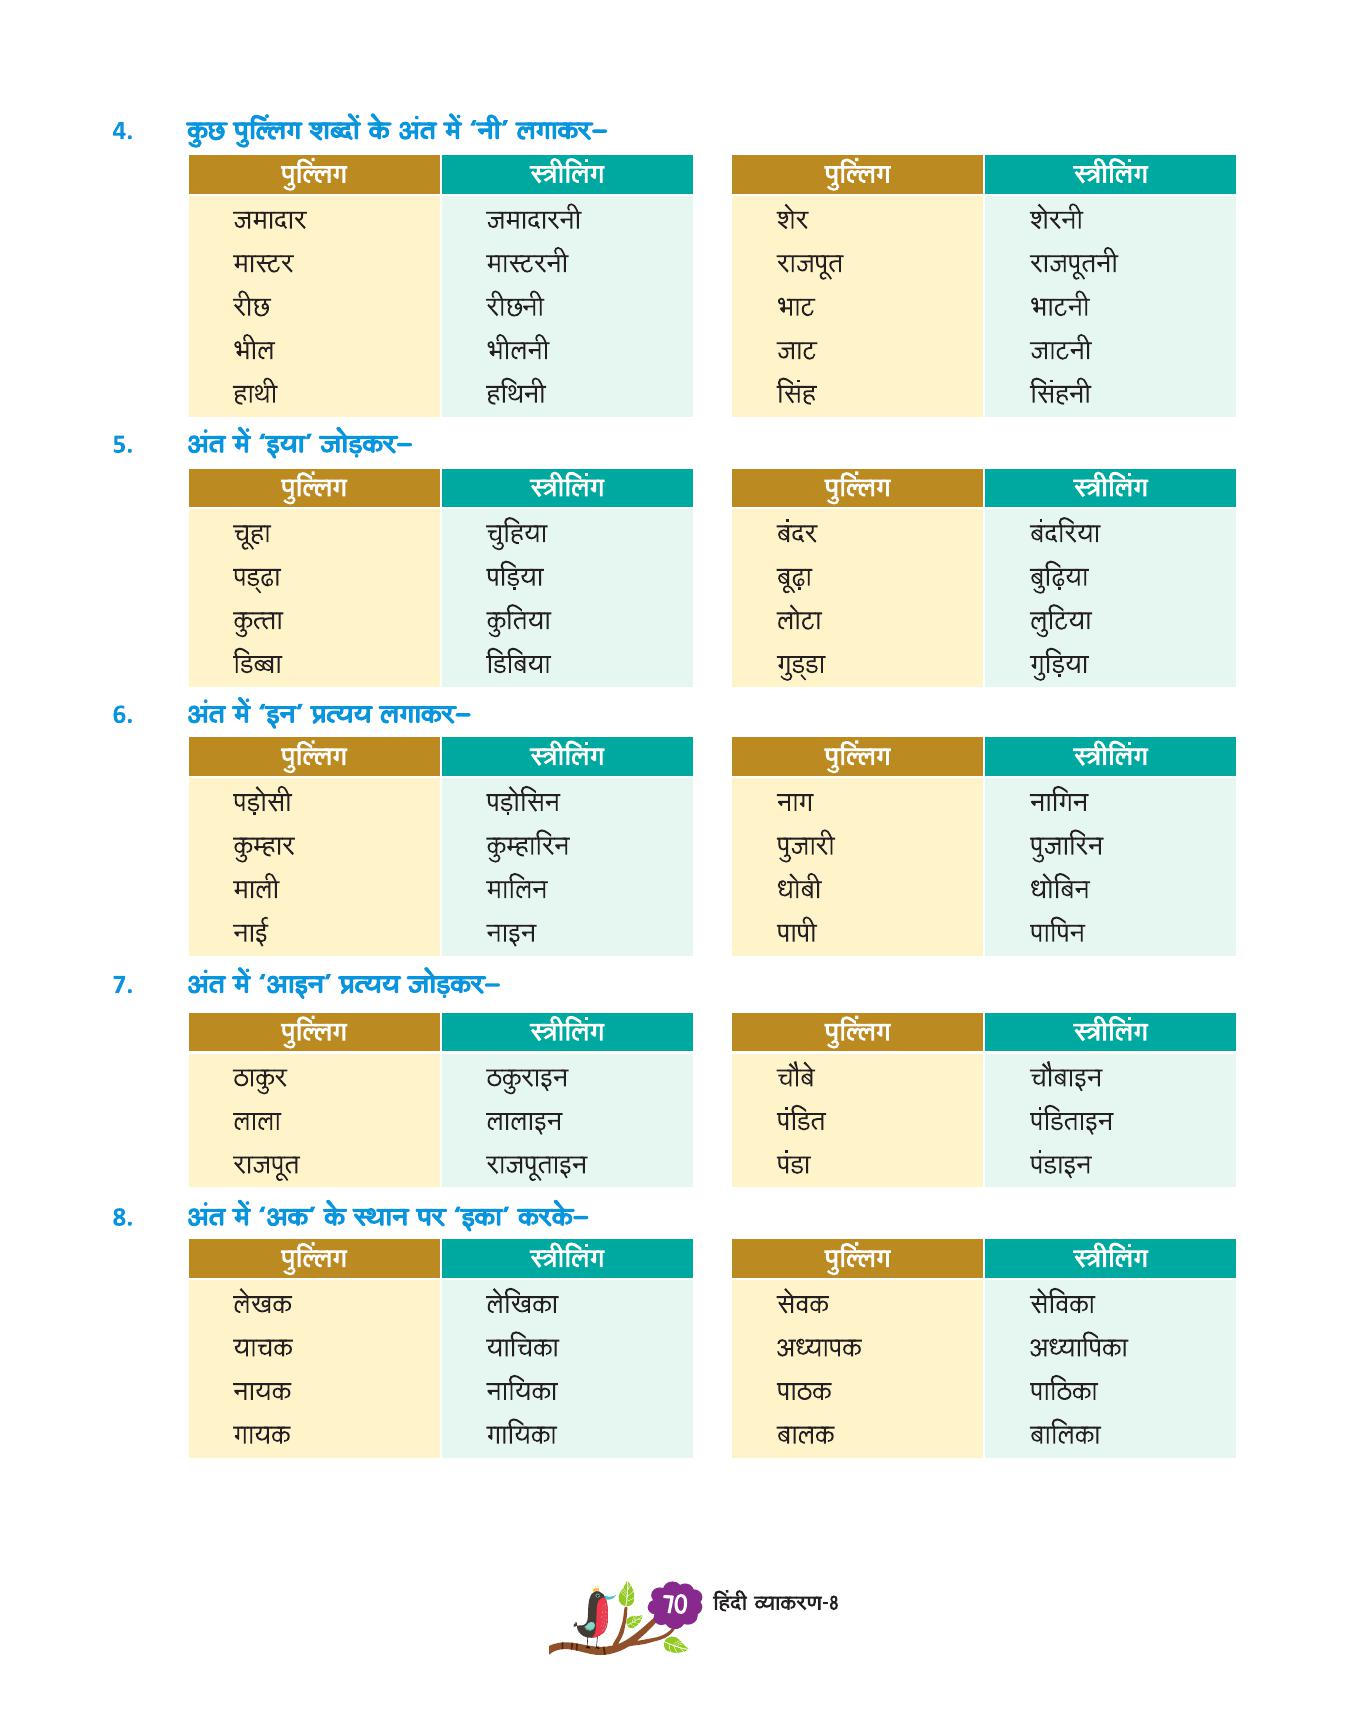 4. कुछ पुल्लिंग शब्दों के अंत में ‘नी’ लगाकर–
पुल्लिंग स्त्रीलिंग पुल्लिंग स्त्रीलिंग
जमादार जमादारनी शेर शेरनी
मास्टर मास्टरनी राजपूत राजपूतनी
रीछ रीछनी भाट भाटनी
भील भीलनी जाट जाटनी
हाथी हथिनी सिंह सिंहनी
5. अंत में ‘इया’ जोड़कर–
पुल्लिंग स्त्रीलिंग पुल्लिंग स्त्रीलिंग
चूहा चुहिया बंदर बंदरिया
पड्ढा पड़िया बूढ़ा बुढ़िया
कुत्ता कुतिया लोटा लुटिया
डिब्बा डिबिया गुड्डा गुड़िया
6. अंत में ‘इन’ प्रत्यय लगाकर–
पुल्लिंग स्त्रीलिंग पुल्लिंग स्त्रीलिंग
पड़ोसी पड़ोसिन नाग नागिन
कुम्हार कुम्हारिन पुजारी पुजारिन
माली मालिन धोबी धोबिन
नाई नाइन पापी पापिन
7. अंत में ‘आइन’ प्रत्यय जोड़कर–
पुल्लिंग स्त्रीलिंग पुल्लिंग स्त्रीलिंग
ठाकुर ठकुराइन चौबे चौबाइन
लाला लालाइन पंडित पंडिताइन
राजपूत राजपूताइन पंडा पंडाइन
8. अंत में ‘अक’ के स्थान पर ‘इका’ करके–
पुल्लिंग स्त्रीलिंग पुल्लिंग स्त्रीलिंग
लेखक लेखिका सेवक सेविका
याचक याचिका अध्यापक अध्यापिका
नायक नायिका पाठक पाठिका
गायक गायिका बालक बालिका
70 हिंदी व्याकरण-8